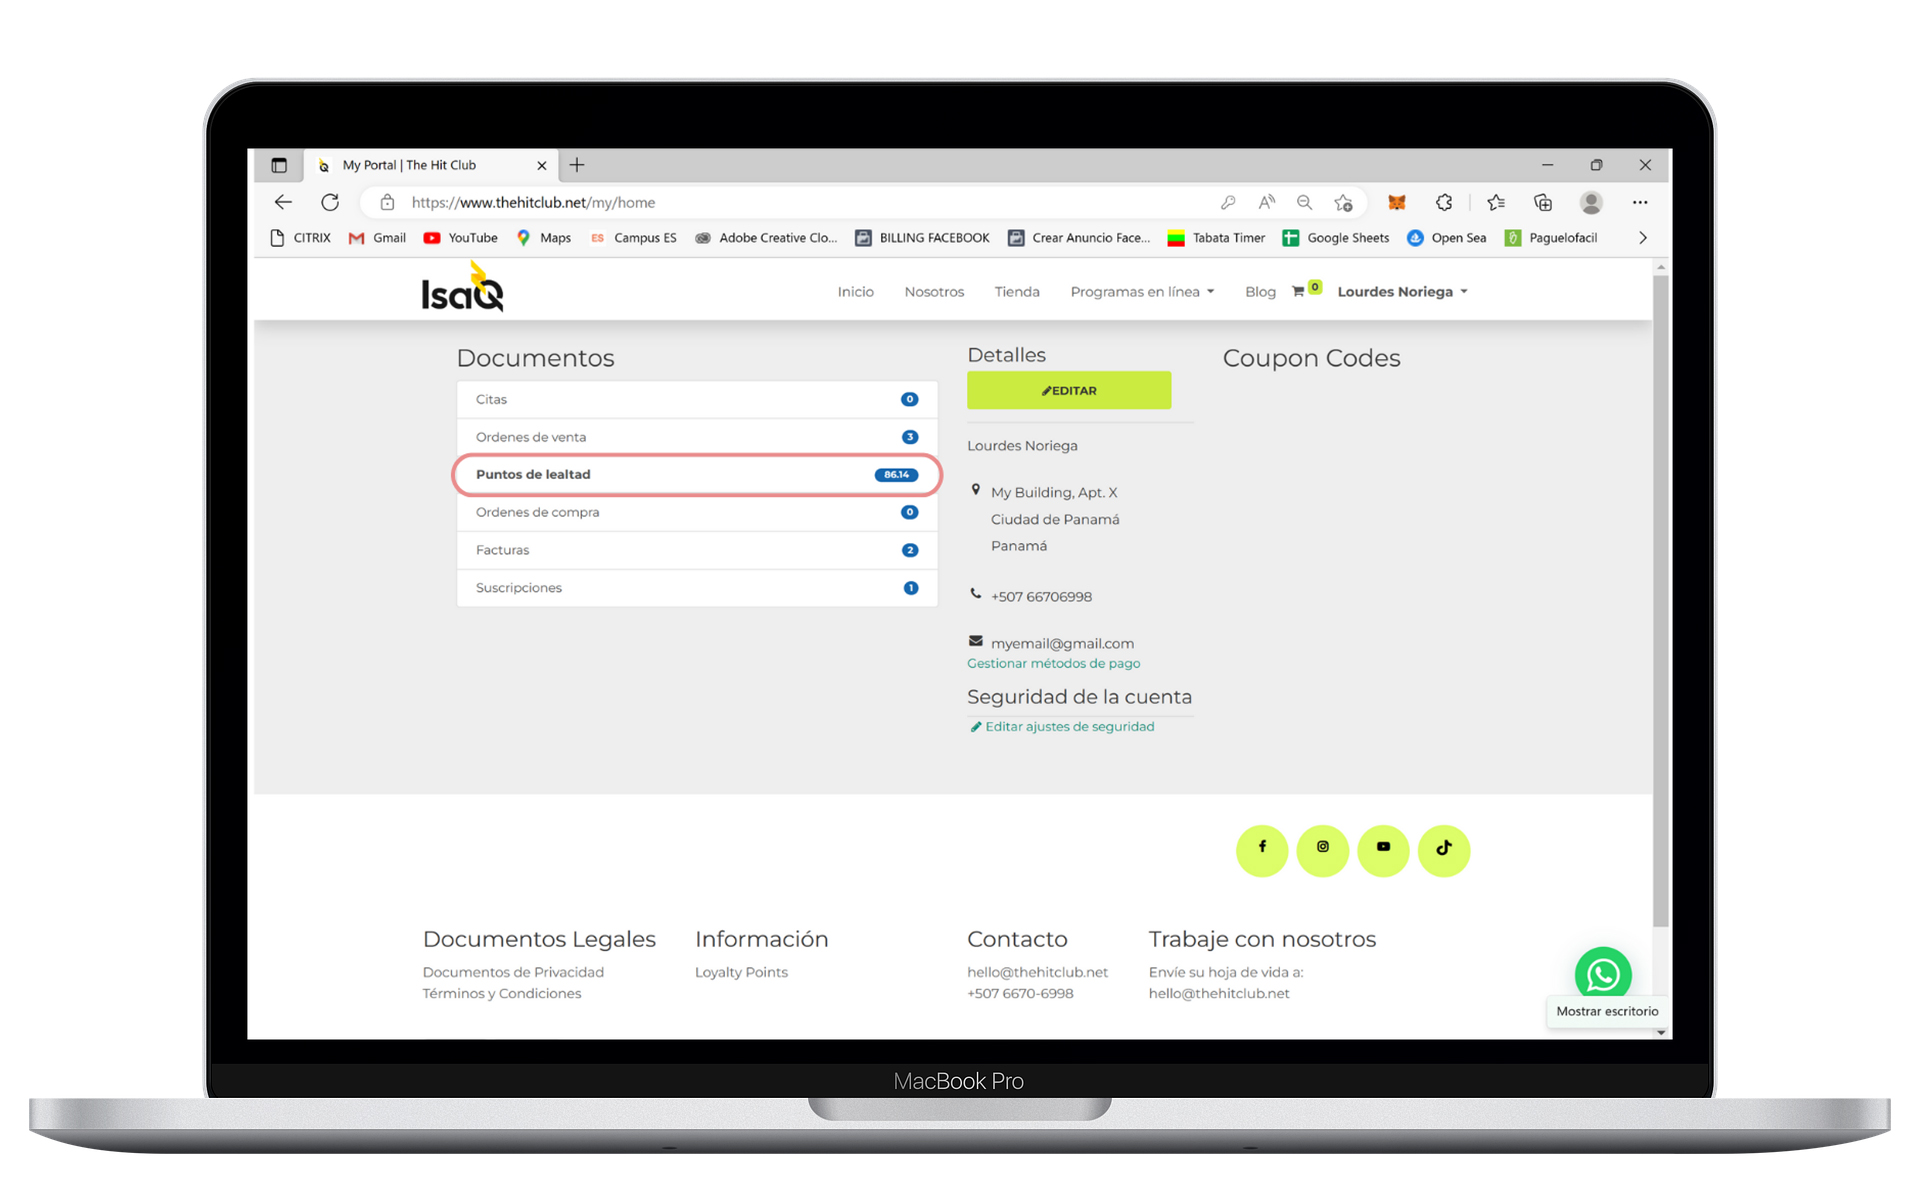 My Portal | The Hit Club
https://www.thehitclub.net/my/home
CITRIX Gmail YouTube Maps ES Campus ES Adobe Creative Clo... BILLING FACEBOOK Crear Anuncio Face... Tabata Timer Google Sheets Open Sea Paguelofacil
IsaQ
Inicio Nosotros Tienda Programas en línea Blog 0 Lourdes Noriega
Documentos
Citas 0
Ordenes de venta 3
Puntos de lealtad 86.14
Ordenes de compra 0
Facturas 2
Suscripciones 1
Detalles
EDITAR
Lourdes Noriega
My Building, Apt. X
Ciudad de Panamá
Panamá
+507 66706998
myemail@gmail.com
Gestionar métodos de pago
Seguridad de la cuenta
Editar ajustes de seguridad
Coupon Codes
Documentos Legales
Documentos de Privacidad
Términos y Condiciones
Información
Loyalty Points
Contacto
hello@thehitclub.net
+507 6670-6998
Trabaje con nosotros
Envíe su hoja de vida a:
hello@thehitclub.net
Mostrar escritorio
MacBook Pro